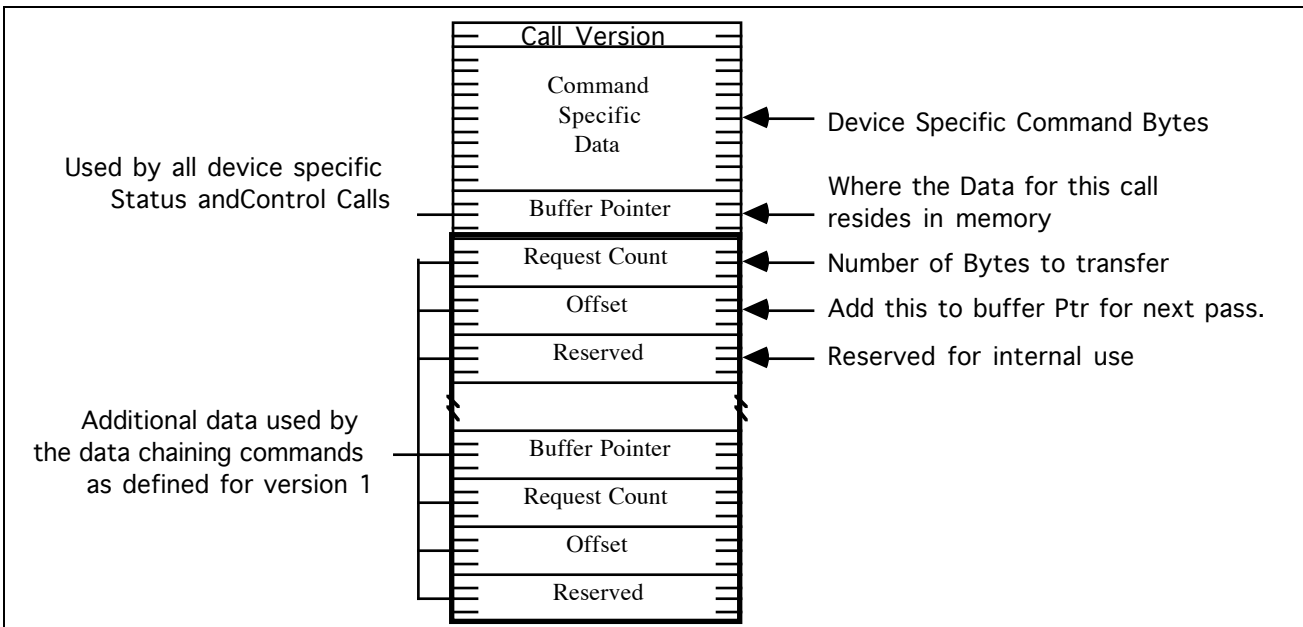 Call Version
Command
Specific
Data
Device Specific Command Bytes
Used by all device specific
Status andControl Calls
Buffer Pointer
Where the Data for this call
resides in memory
Request Count
Number of Bytes to transfer
Offset
Add this to buffer Ptr for next pass.
Reserved
Reserved for internal use
Additional data used by
the data chaining commands
as defined for version 1
Buffer Pointer
Request Count
Offset
Reserved